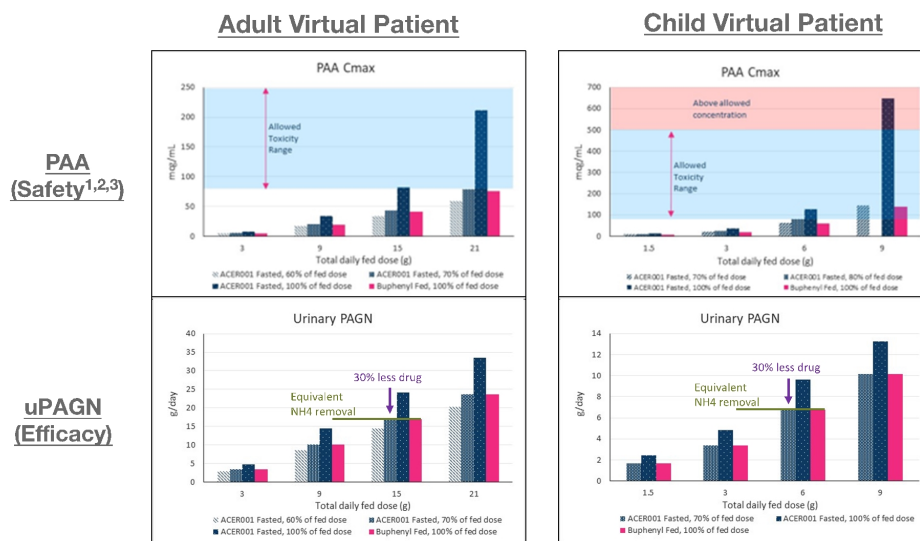 Adult Virtual Patient
Child Virtual Patient
PAA
(Safety1,2,3)
PAA Cmax
250
200
150
100
50
0
mcg/mL
Allowed
Toxicity
Range
3
9
15
21
Total daily fed dose (g)
ACER001 Fasted, 60% of fed dose
ACER001 Fasted, 70% of fed dose
ACER001 Fasted, 100% of fed dose
Buphenyl Fed, 100% of fed dose
PAA Cmax
700
600
500
400
300
200
100
0
mcg/mL
Above allowed
concentration
Allowed
Toxicity
Range
1.5
3
6
9
Total daily fed dose (g)
ACER001 Fasted, 70% of fed dose
ACER001 Fasted, 80% of fed dose
ACER001 Fasted, 100% of fed dose
Buphenyl Fed, 100% of fed dose
uPAGN
(Efficacy)
Urinary PAGN
40
35
30
25
20
15
10
5
0
g/day
30% less drug
Equivalent
NH4 removal
3
9
15
21
Total daily fed dose (g)
ACER001 Fasted, 60% of fed dose
ACER001 Fasted, 70% of fed dose
ACER001 Fasted, 100% of fed dose
Buphenyl Fed, 100% of fed dose
Urinary PAGN
14
12
10
8
6
4
2
0
g/day
30% less drug
Equivalent
NH4 removal
1.5
3
6
9
Total daily fed dose (g)
ACER001 Fasted, 70% of fed dose
ACER001 Fasted, 100% of fed dose
Buphenyl Fed, 100% of fed dose